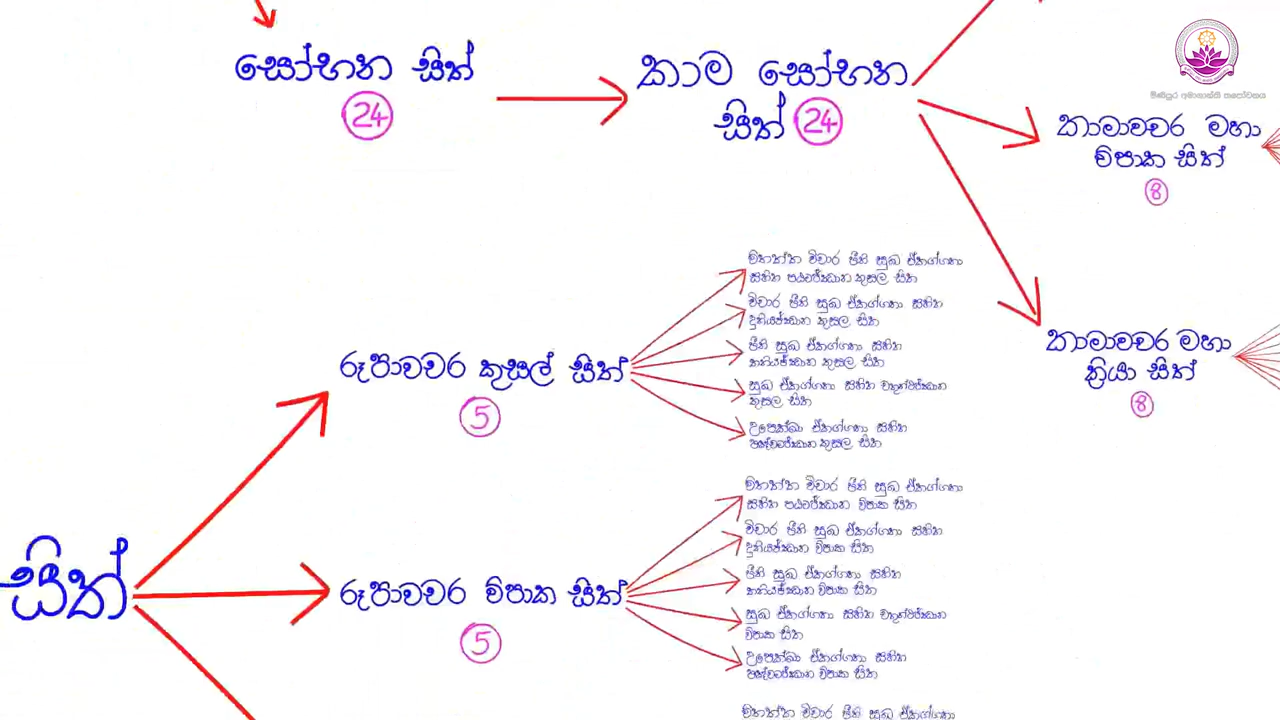 සෝභන සිත්
24
කාම සෝභන
සිත් 24
කාමාවචර මහා
විපාක සිත්
8
කාමාවචර මහා
ක්‍රියා සිත්
8
රූපාවචර කුසල් සිත්
5
විතක්ක විචාර ප්‍රීති සුඛ ඒකග්ගතා
සහිත පඨමජ්ඣාන කුසල සිත
විචාර ප්‍රීති සුඛ ඒකග්ගතා සහිත
දුතියජ්ඣාන කුසල සිත
ප්‍රීති සුඛ ඒකග්ගතා සහිත
තතියජ්ඣාන කුසල සිත
සුඛ ඒකග්ගතා සහිත චතුත්ථජ්ඣාන
කුසල සිත
උපෙක්ඛා ඒකග්ගතා සහිත
පඤ්චමජ්ඣාන කුසල සිත
සිත්
රූපාවචර විපාක සිත්
5
විතක්ක විචාර ප්‍රීති සුඛ ඒකග්ගතා
සහිත පඨමජ්ඣාන විපාක සිත
විචාර ප්‍රීති සුඛ ඒකග්ගතා සහිත
දුතියජ්ඣාන විපාක සිත
ප්‍රීති සුඛ ඒකග්ගතා සහිත
තතියජ්ඣාන විපාක සිත
සුඛ ඒකග්ගතා සහිත චතුත්ථජ්ඣාන
විපාක සිත
උපෙක්ඛා ඒකග්ගතා සහිත
පඤ්චමජ්ඣාන විපාක සිත
විතක්ක විචාර ප්‍රීති සුඛ ඒකග්ගතා